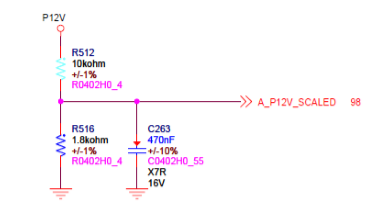 P12V
R512
10kohm
+/-1%
R0402H0_4
A_P12V_SCALED 98
R516
1.8kohm
+/-1%
R0402H0_4
C263
470nF
+/-10%
C0402H0_55
X7R
16V